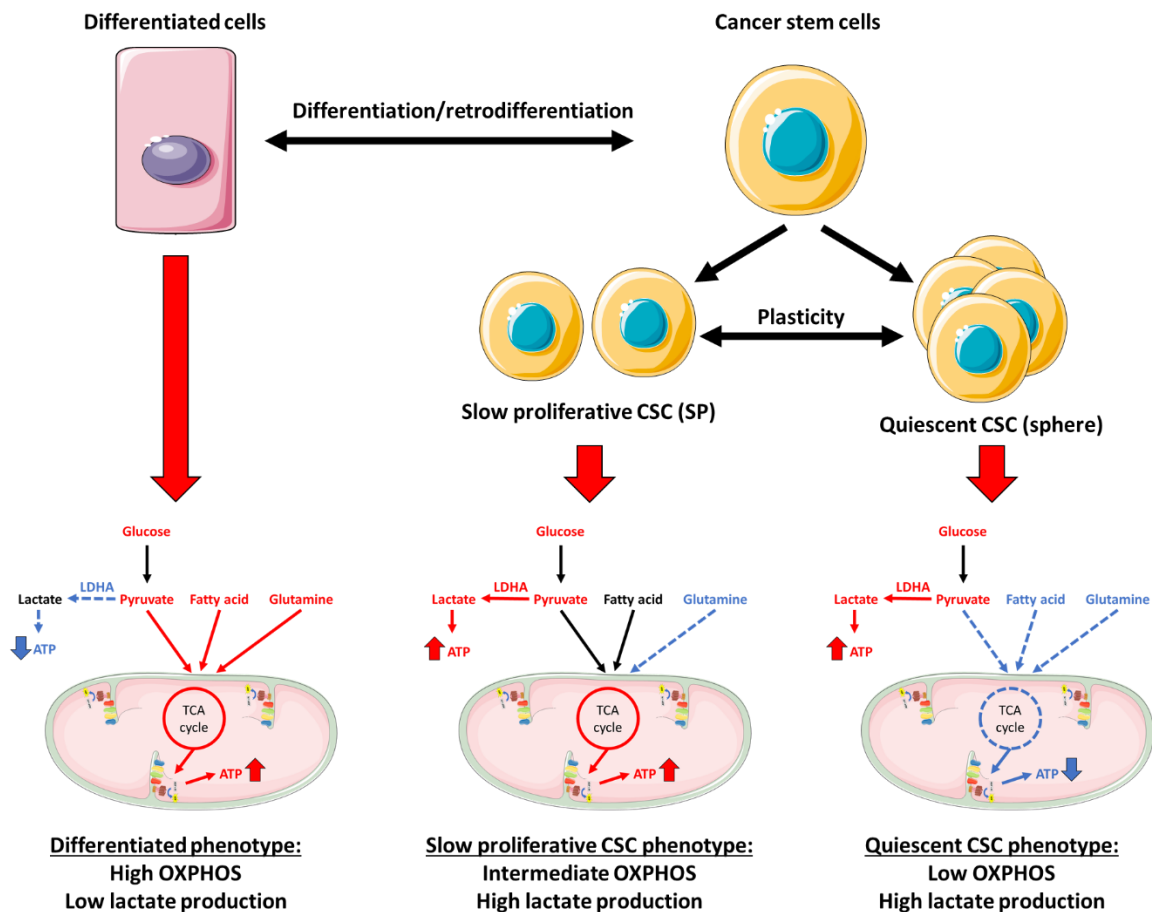 Differentiated cells
Cancer stem cells
Differentiation/retrodifferentiation
Plasticity
Slow proliferative CSC (SP)
Quiescent CSC (sphere)
Glucose
LDHA
Lactate
Pyruvate
Fatty acid
Glutamine
ATP
TCA
cycle
ATP
Differentiated phenotype:
High OXPHOS
Low lactate production
Glucose
LDHA
Lactate
Pyruvate
Fatty acid
Glutamine
ATP
TCA
cycle
ATP
Slow proliferative CSC phenotype:
Intermediate OXPHOS
High lactate production
Glucose
LDHA
Lactate
Pyruvate
Fatty acid
Glutamine
ATP
TCA
cycle
ATP
Quiescent CSC phenotype:
Low OXPHOS
High lactate production